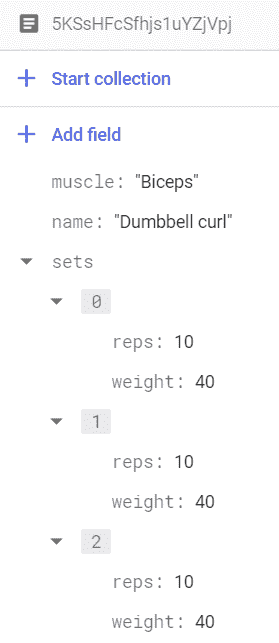 5KSsHFcSfhjs1uYZjVpj
+ Start collection
+ Add field
muscle: "Biceps"
name: "Dumbbell curl"
sets
0
reps: 10
weight: 40
1
reps: 10
weight: 40
2
reps: 10
weight: 40